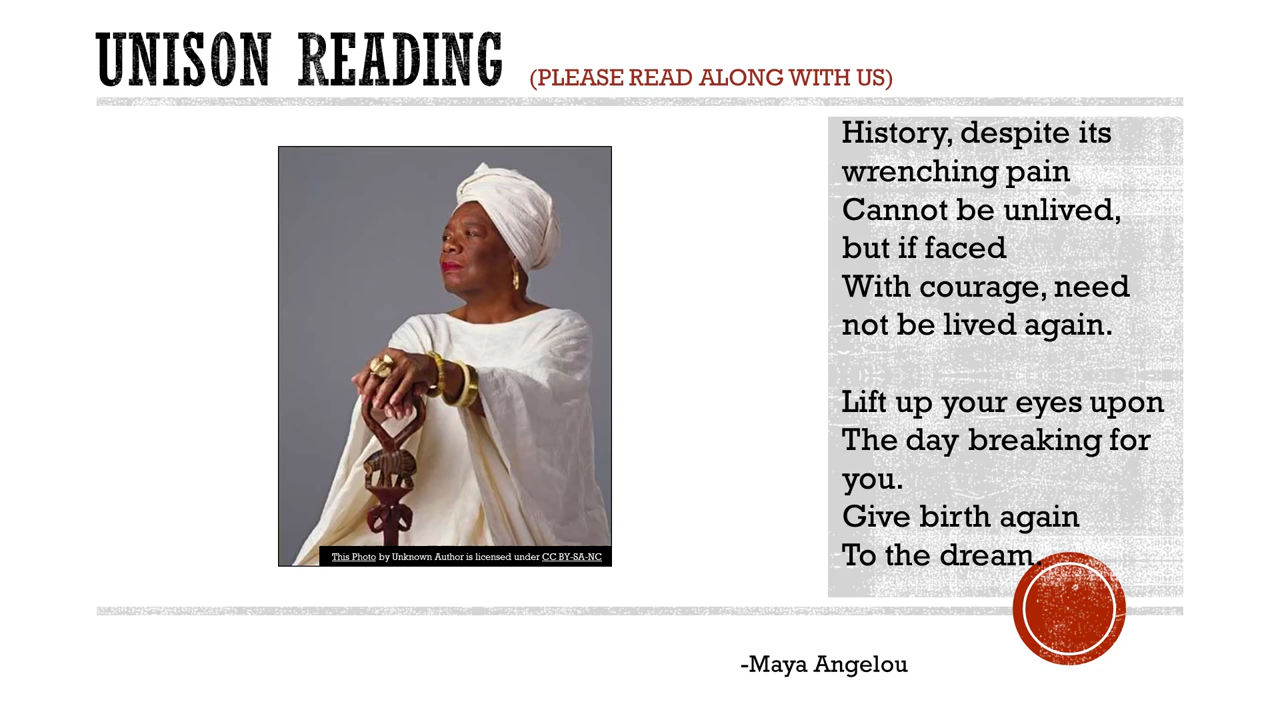 UNISON READING (PLEASE READ ALONG WITH US)
History, despite its
wrenching pain
Cannot be unlived,
but if faced
With courage, need
not be lived again.
Lift up your eyes upon
The day breaking for
you.
Give birth again
To the dream.
This Photo by Unknown Author is licensed under CC BY-SA-NC
-Maya Angelou